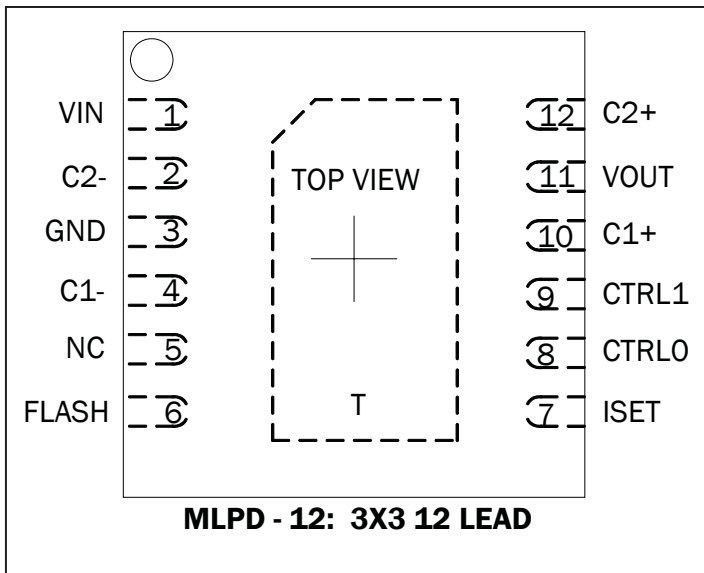 VIN 1 12 C2+
C2- 2 TOP VIEW 11 VOUT
GND 3 10 C1+
C1- 4 9 CTRL1
NC 5 8 CTRL0
FLASH 6 T 7 ISET
MLPD - 12: 3X3 12 LEAD